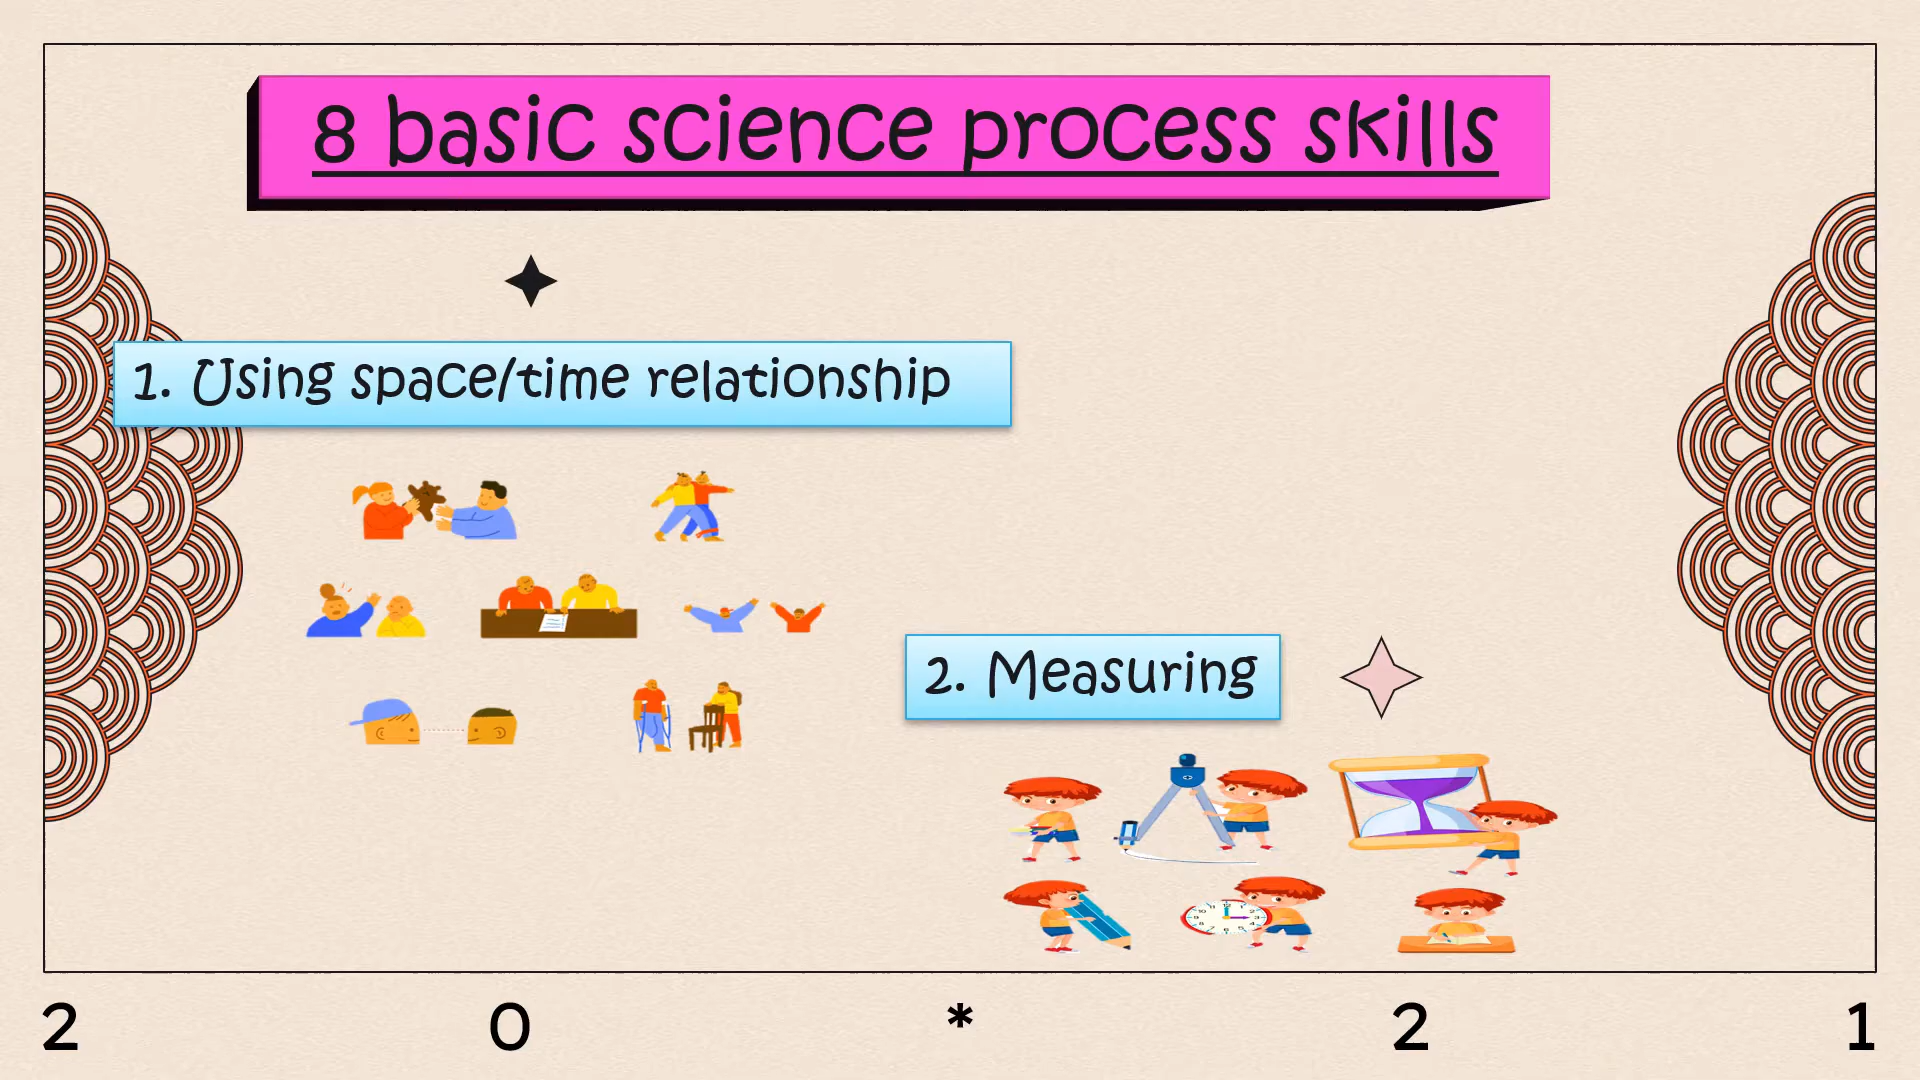 8 basic science process skills
1. Using space/time relationship
2. Measuring
2 0 * 2 1